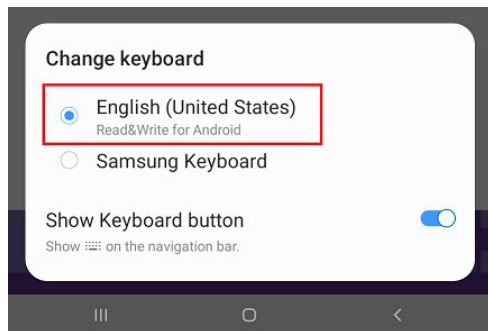 Change keyboard
English (United States)
Read&Write for Android
Samsung Keyboard
Show Keyboard button
Show on the navigation bar.